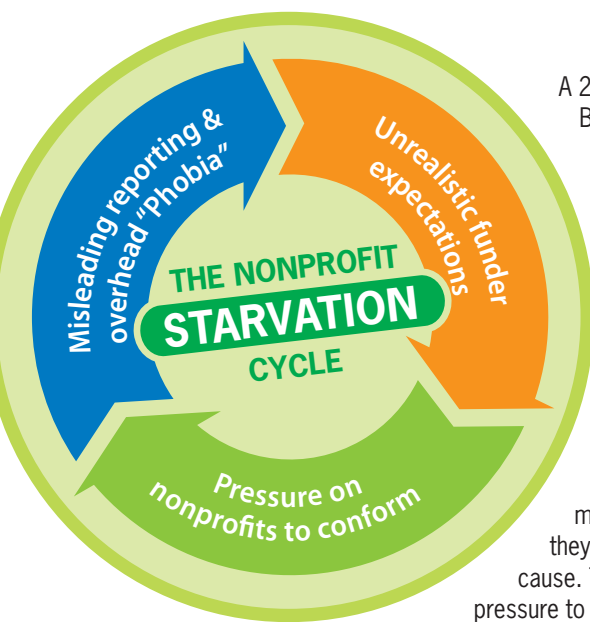 Misleading reporting &
overhead "Phobia"
Unrealistic funder
expectations
THE NONPROFIT
STARVATION
CYCLE
Pressure on
nonprofits to conform
A 2
B
m
they
cause.
pressure to